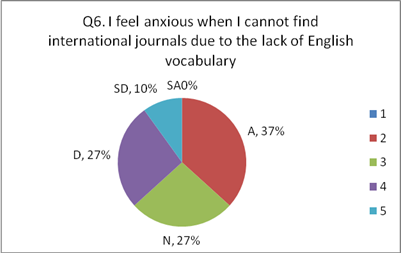 Q6. I feel anxious when I cannot find
international journals due to the lack of English
vocabulary
SD, 10%
SA0%
A, 37%
D, 27%
N, 27%
1
2
3
4
5